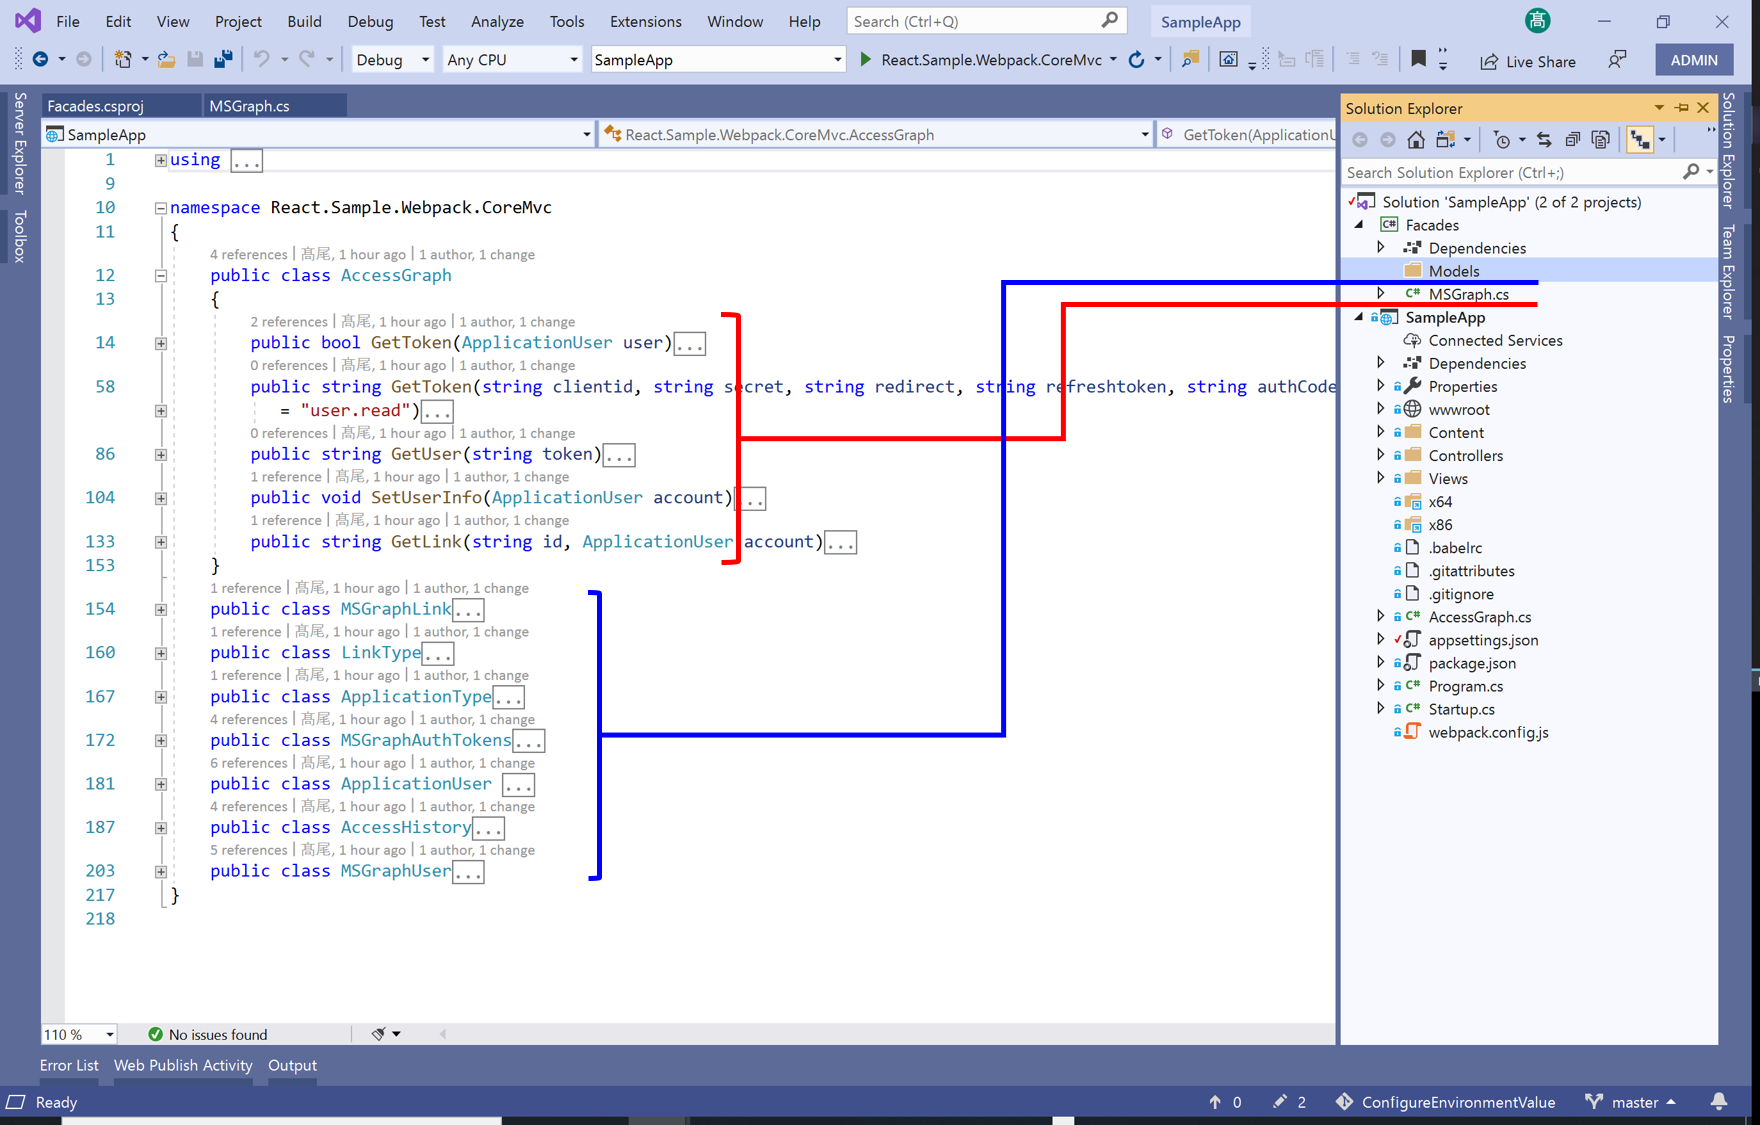 File Edit View Project Build Debug Test Analyze Tools Extensions Window Help Search (Ctrl+Q) SampleApp 髙
Debug Any CPU SampleApp React.Sample.Webpack.CoreMvc Live Share ADMIN
Server Explorer
Toolbox
Facades.csproj MSGraph.cs
SampleApp React.Sample.Webpack.CoreMvc.AccessGraph GetToken(ApplicationU
1 using ...
9
10 namespace React.Sample.Webpack.CoreMvc
11 {
4 references | 髙尾, 1 hour ago | 1 author, 1 change
12 public class AccessGraph
13 {
2 references | 髙尾, 1 hour ago | 1 author, 1 change
14 public bool GetToken(ApplicationUser user)...
0 references | 髙尾, 1 hour ago | 1 author, 1 change
58 public string GetToken(string clientid, string secret, string redirect, string refreshtoken, string authCode
= "user.read")...
0 references | 髙尾, 1 hour ago | 1 author, 1 change
86 public string GetUser(string token)...
1 reference | 髙尾, 1 hour ago | 1 author, 1 change
104 public void SetUserInfo(ApplicationUser account)...
1 reference | 髙尾, 1 hour ago | 1 author, 1 change
133 public string GetLink(string id, ApplicationUser account)...
153 }
1 reference | 髙尾, 1 hour ago | 1 author, 1 change
154 public class MSGraphLink...
1 reference | 髙尾, 1 hour ago | 1 author, 1 change
160 public class LinkType...
1 reference | 髙尾, 1 hour ago | 1 author, 1 change
167 public class ApplicationType...
4 references | 髙尾, 1 hour ago | 1 author, 1 change
172 public class MSGraphAuthTokens...
6 references | 髙尾, 1 hour ago | 1 author, 1 change
181 public class ApplicationUser ...
4 references | 髙尾, 1 hour ago | 1 author, 1 change
187 public class AccessHistory...
5 references | 髙尾, 1 hour ago | 1 author, 1 change
203 public class MSGraphUser...
217 }
218
110 % No issues found
Solution Explorer
Search Solution Explorer (Ctrl+;)
Solution 'SampleApp' (2 of 2 projects)
C# Facades
Dependencies
Models
C# MSGraph.cs
SampleApp
Connected Services
Dependencies
Properties
wwwroot
Content
Controllers
Views
x64
x86
.babelrc
.gitattributes
.gitignore
C# AccessGraph.cs
appsettings.json
package.json
C# Program.cs
C# Startup.cs
webpack.config.js
Solution Explorer
Team Explorer
Properties
Error List Web Publish Activity Output
Ready 0 2 ConfigureEnvironmentValue master